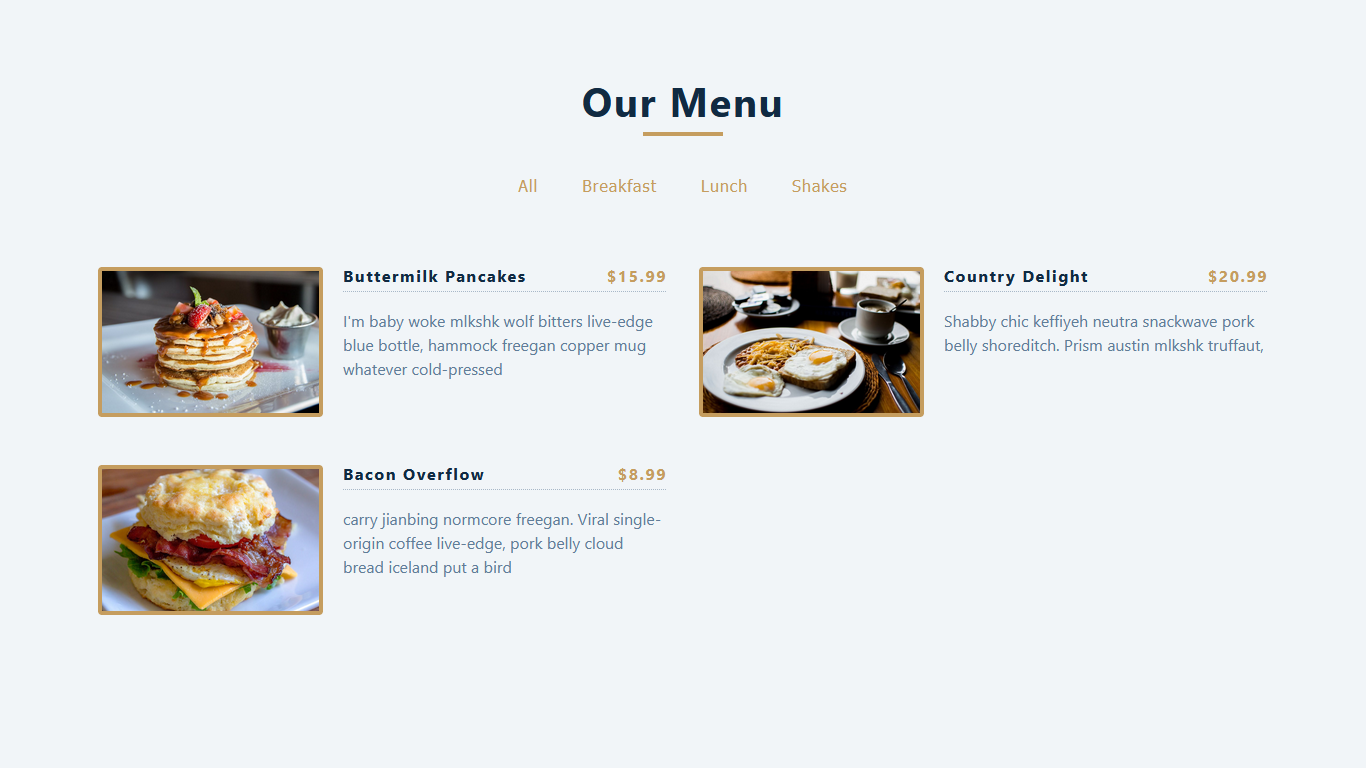 Our Menu
All Breakfast Lunch Shakes
Buttermilk Pancakes $15.99
I'm baby woke mlkshk wolf bitters live-edge
blue bottle, hammock freegan copper mug
whatever cold-pressed
Country Delight $20.99
Shabby chic keffiyeh neutra snackwave pork
belly shoreditch. Prism austin mlkshk truffaut,
Bacon Overflow $8.99
carry jianbing normcore freegan. Viral single-
origin coffee live-edge, pork belly cloud
bread iceland put a bird